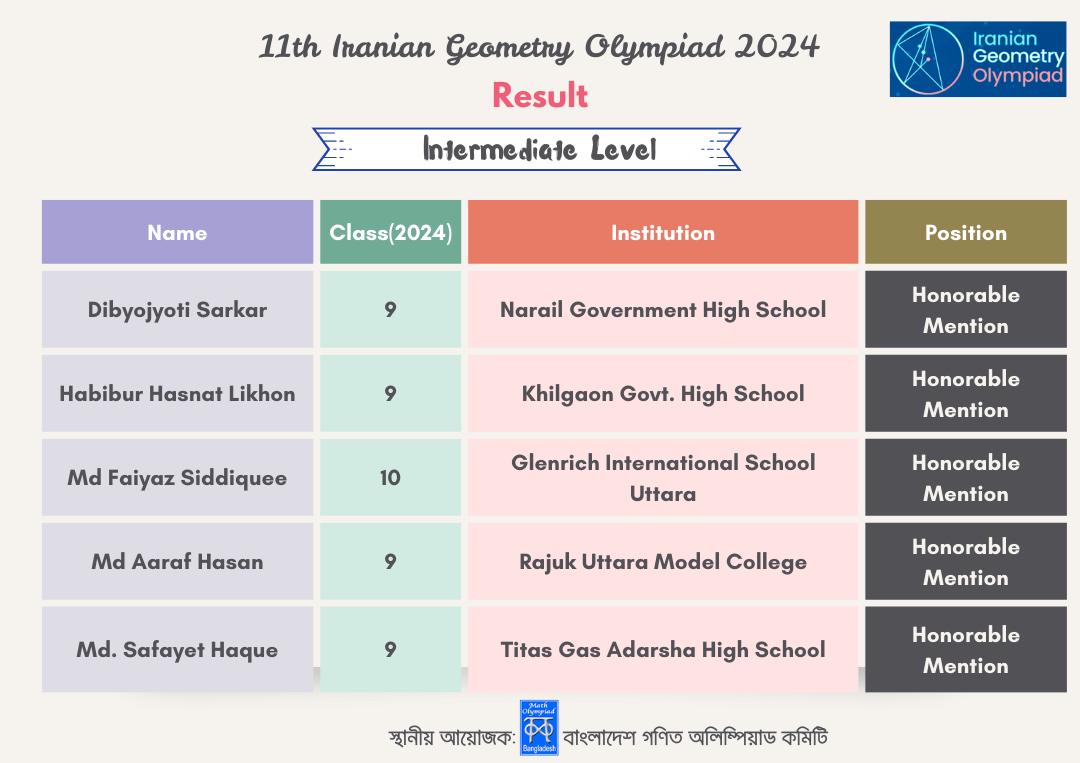 11th Iranian Geometry Olympiad 2024
Iranian
Geometry
Olympiad
Result
Intermediate Level
Name Class(2024) Institution Position
Dibyojyoti Sarkar 9 Narail Government High School Honorable
Mention
Habibur Hasnat Likhon 9 Khilgaon Govt. High School Honorable
Mention
Md Faiyaz Siddiquee 10 Glenrich International School
Uttara Honorable
Mention
Md Aaraf Hasan 9 Rajuk Uttara Model College Honorable
Mention
Md. Safayet Haque 9 Titas Gas Adarsha High School Honorable
Mention
স্থানীয় আয়োজক:
Math
Olympiad
Bangladesh
বাংলাদেশ গণিত অলিম্পিয়াড কমিটি